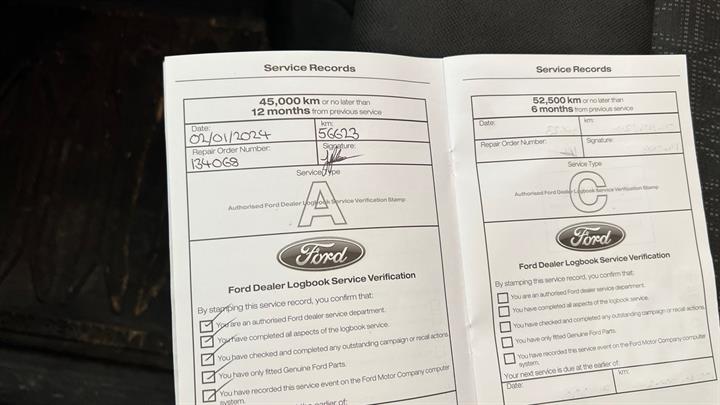 Service Records
45,000 km or no later than
12 months from previous service
Date:
02/01/2024
km:
56623
Repair Order Number:
134068
Signature:
Service Type
A
Authorised Ford Dealer Logbook Service Verification Stamp
Ford
Ford Dealer Logbook Service Verification
By stamping this service record, you confirm that:
You are an authorised Ford dealer service department.
You have completed all aspects of the logbook service.
You have checked and completed any outstanding campaign or recall actions.
You have only fitted Genuine Ford Parts.
You have recorded this service event on the Ford Motor Company computer
system.
earlier of:
Service Records
52,500 km or no later than
6 months from previous service
Date:
km:
Repair Order Number:
Signature:
Service Type
C
Authorised Ford Dealer Logbook Service Verification Stamp
Ford
Ford Dealer Logbook Service Verification
By stamping this service record, you confirm that:
You are an authorised Ford dealer service department.
You have completed all aspects of the logbook service.
You have checked and completed any outstanding campaign or recall actions.
You have only fitted Genuine Ford Parts.
You have recorded this service event on the Ford Motor Company computer
system.
Your next service is due at the earlier of:
Date:
km: